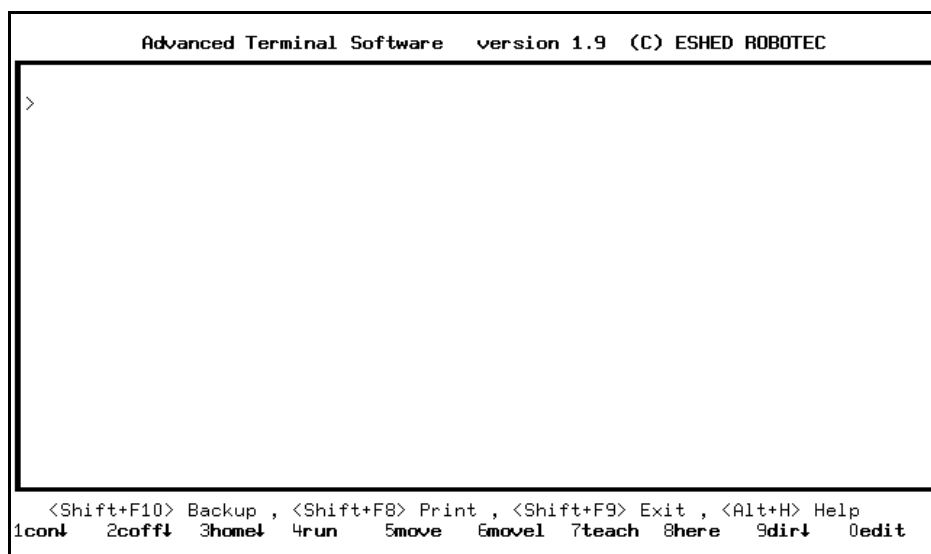 Advanced Terminal Software version 1.9 (C) ESHED ROBOTEC
>
<Shift+F10> Backup , <Shift+F8> Print , <Shift+F9> Exit , <Alt+H> Help
1con↓ 2coff↓ 3home↓ 4run 5move 6movel 7teach 8here 9dir↓ 0edit